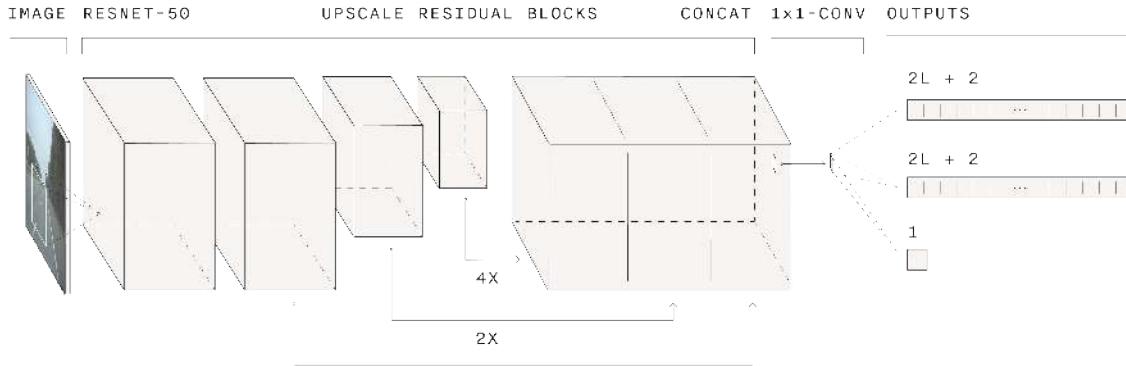 IMAGE RESNET-50 UPSCALE RESIDUAL BLOCKS CONCAT 1x1-CONV OUTPUTS
2L + 2
...
2L + 2
...
1
4X
2X